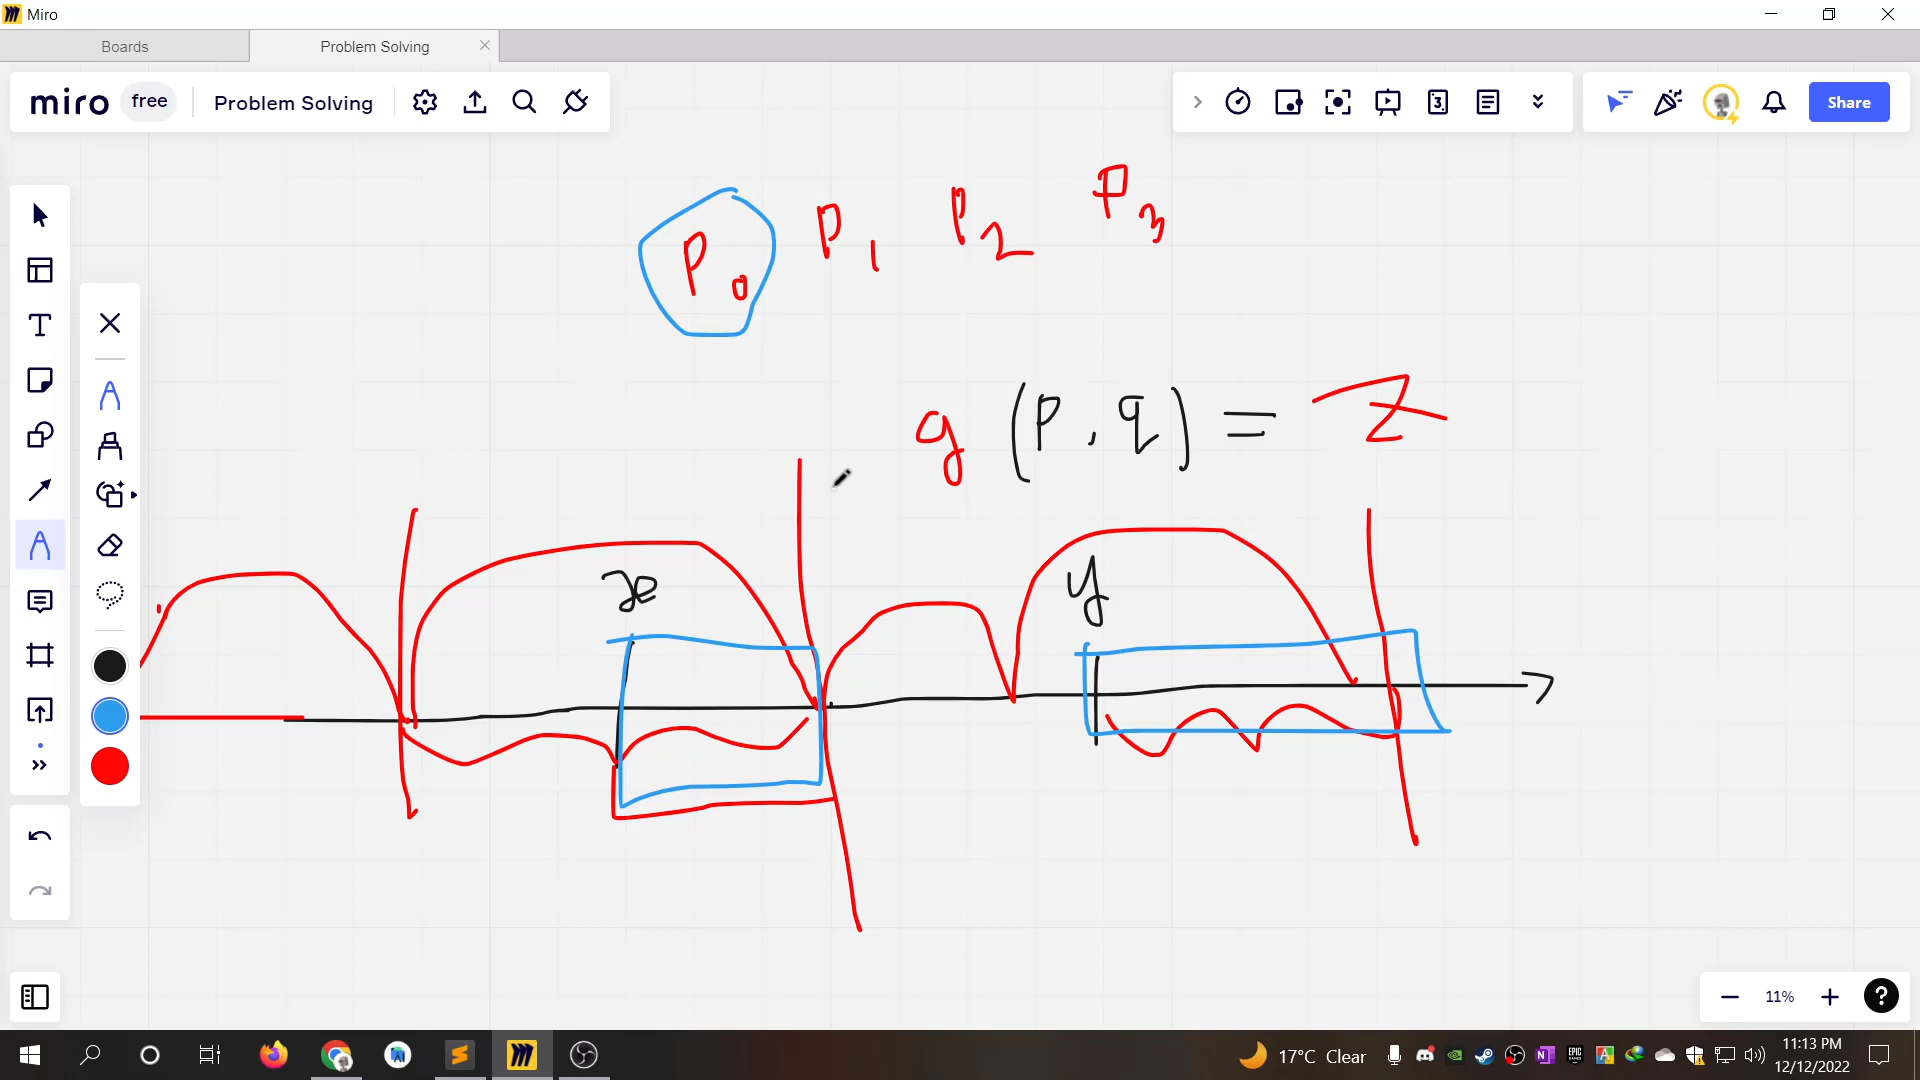 Miro
Boards
Problem Solving
miro free Problem Solving
Share
P0 P1 P2 P3
g (P, q) = Z
x
y
11%
17°C Clear
11:13 PM
12/12/2022